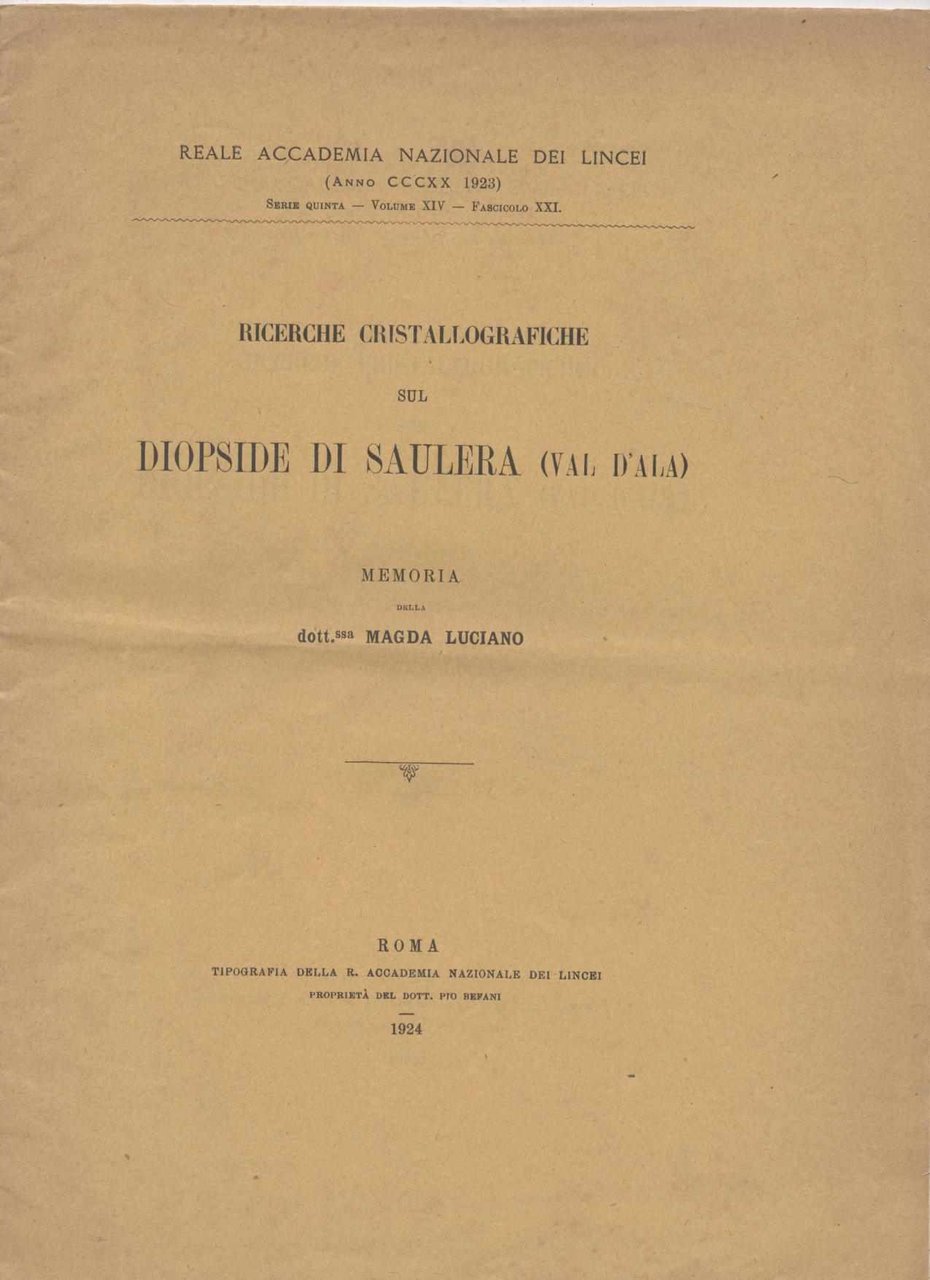 REALE ACCADEMIA NAZIONALE DEI LINCEI
(ANNO CCCXX 1923)
SERIE QUINTA — VOLUME XIV — FASCICOLO XXI.
RICERCHE CRISTALLOGRAFICHE
SUL
DIOPSIDE DI SAULERA (VAL D'ALA)
MEMORIA
DELLA
dott.ssa MAGDA LUCIANO
ROMA
TIPOGRAFIA DELLA R. ACCADEMIA NAZIONALE DEI LINCEI
PROPRIETÀ DEL DOTT. PIO BEFANI
1924